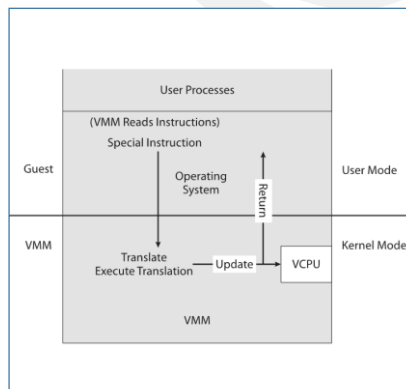 User Processes
(VMM Reads Instructions)
Special Instruction
Guest
Operating
System
User Mode
Return
VMM
Kernel Mode
Translate
Execute Translation
Update
VCPU
VMM